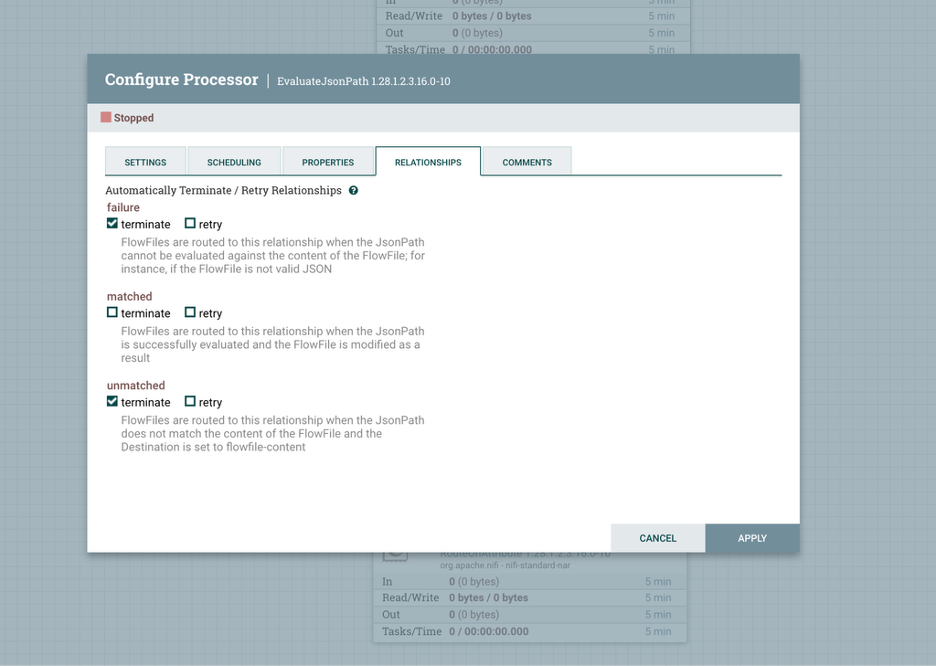 In 0 (0 bytes) 5 min
Read/Write 0 bytes / 0 bytes 5 min
Out 0 (0 bytes) 5 min
Tasks/Time 0 / 00:00:00.000 5 min
Configure Processor | EvaluateJsonPath 1.28.1.2.3.16.0-10
Stopped
SETTINGS SCHEDULING PROPERTIES RELATIONSHIPS COMMENTS
Automatically Terminate / Retry Relationships ?
failure
terminate retry
FlowFiles are routed to this relationship when the JsonPath
cannot be evaluated against the content of the FlowFile; for
instance, if the FlowFile is not valid JSON
matched
terminate retry
FlowFiles are routed to this relationship when the JsonPath
is successfully evaluated and the FlowFile is modified as a
result
unmatched
terminate retry
FlowFiles are routed to this relationship when the JsonPath
does not match the content of the FlowFile and the
Destination is set to flowfile-content
CANCEL APPLY
RouteOnAttribute 1.28.1.2.3.16.0-10
org.apache.nifi - nifi-standard-nar
In 0 (0 bytes) 5 min
Read/Write 0 bytes / 0 bytes 5 min
Out 0 (0 bytes) 5 min
Tasks/Time 0 / 00:00:00.000 5 min